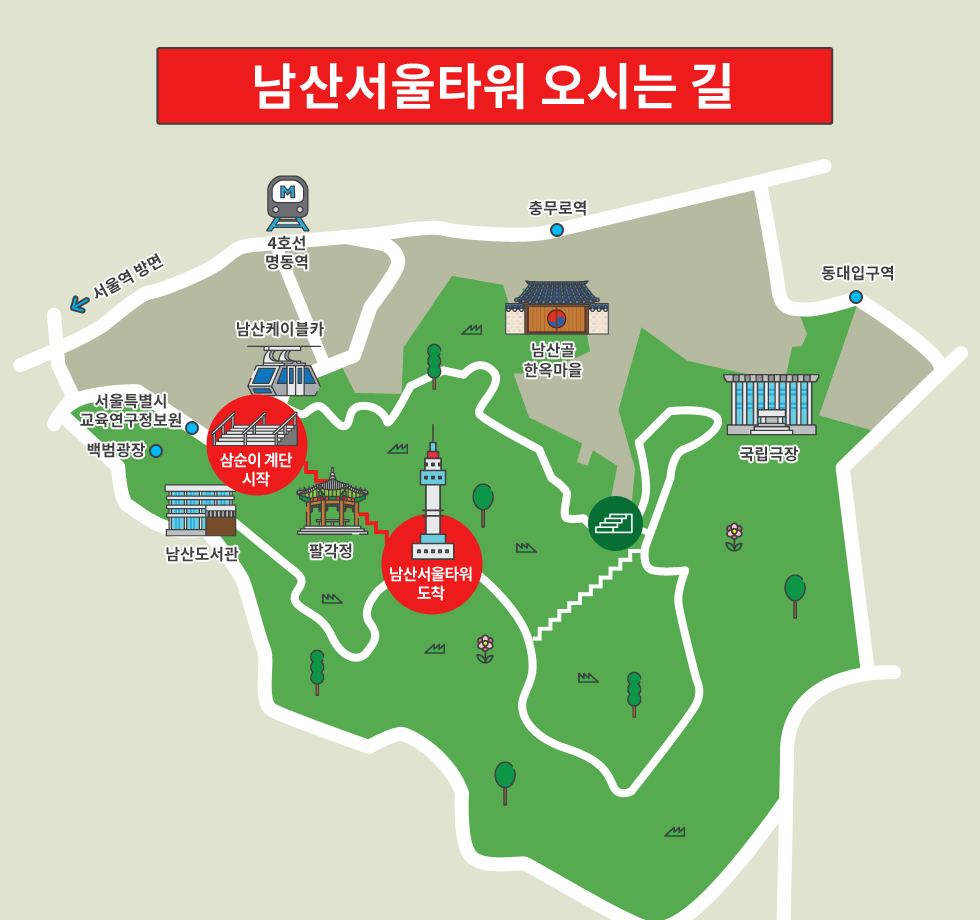 남산서울타워 오시는 길
M
4호선
명동역
충무로역
서울역 방면
동대입구역
남산케이블카
남산골
한옥마을
서울특별시
교육연구정보원
백범광장
삼순이 계단
시작
국립극장
남산도서관
팔각정
남산서울타워
도착